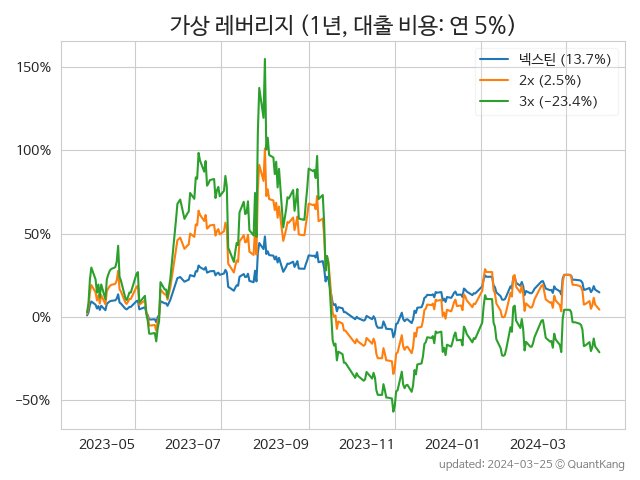 가상 레버리지 (1년, 대출 비용: 연 5%)
넥스틴 (13.7%)
2x (2.5%)
3x (−23.4%)
150%
100%
50%
0%
−50%
2023−05 2023−07 2023−09 2023−11 2024−01 2024−03
updated: 2024-03-25 ⓒ QuantKang